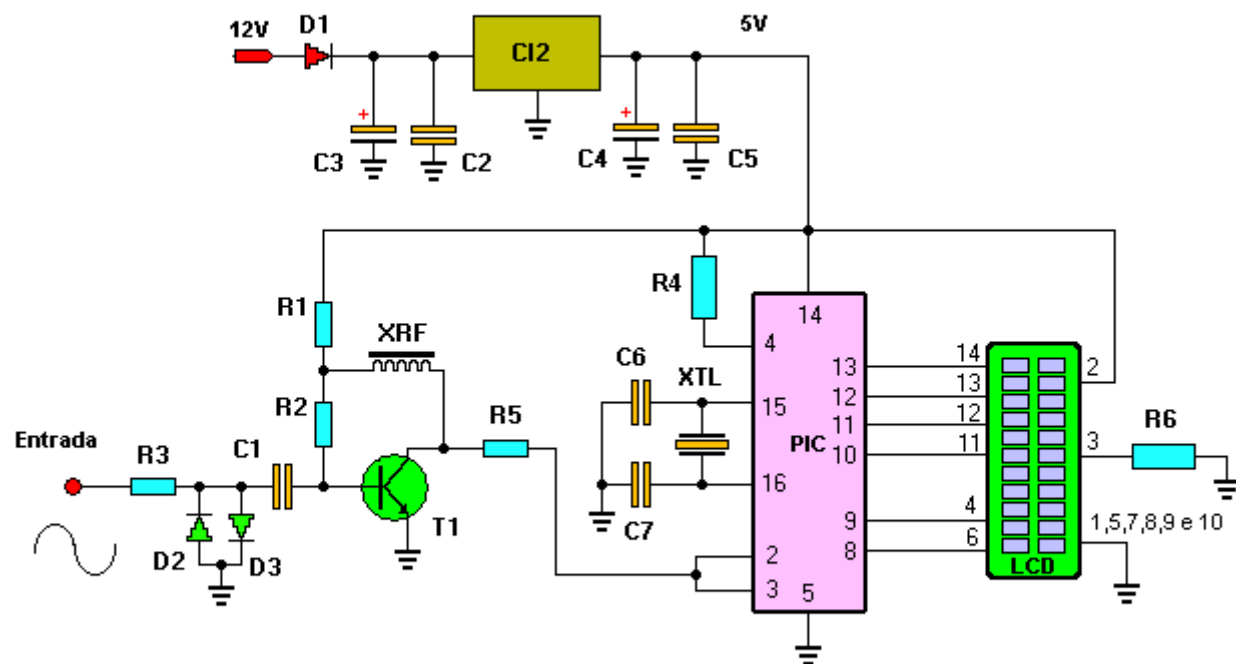 12V
D1
5V
CI2
+
+
C3
C2
C4
C5
R1
R4
XRF
14
4
C6
13
14
2
XTL
12
13
R2
15
11
12
Entrada
R5
PIC
3
R6
R3
C1
10
11
16
T1
C7
9
4
1,5,7,8,9 e 10
D2
D3
8
6
2
LCD
3
5